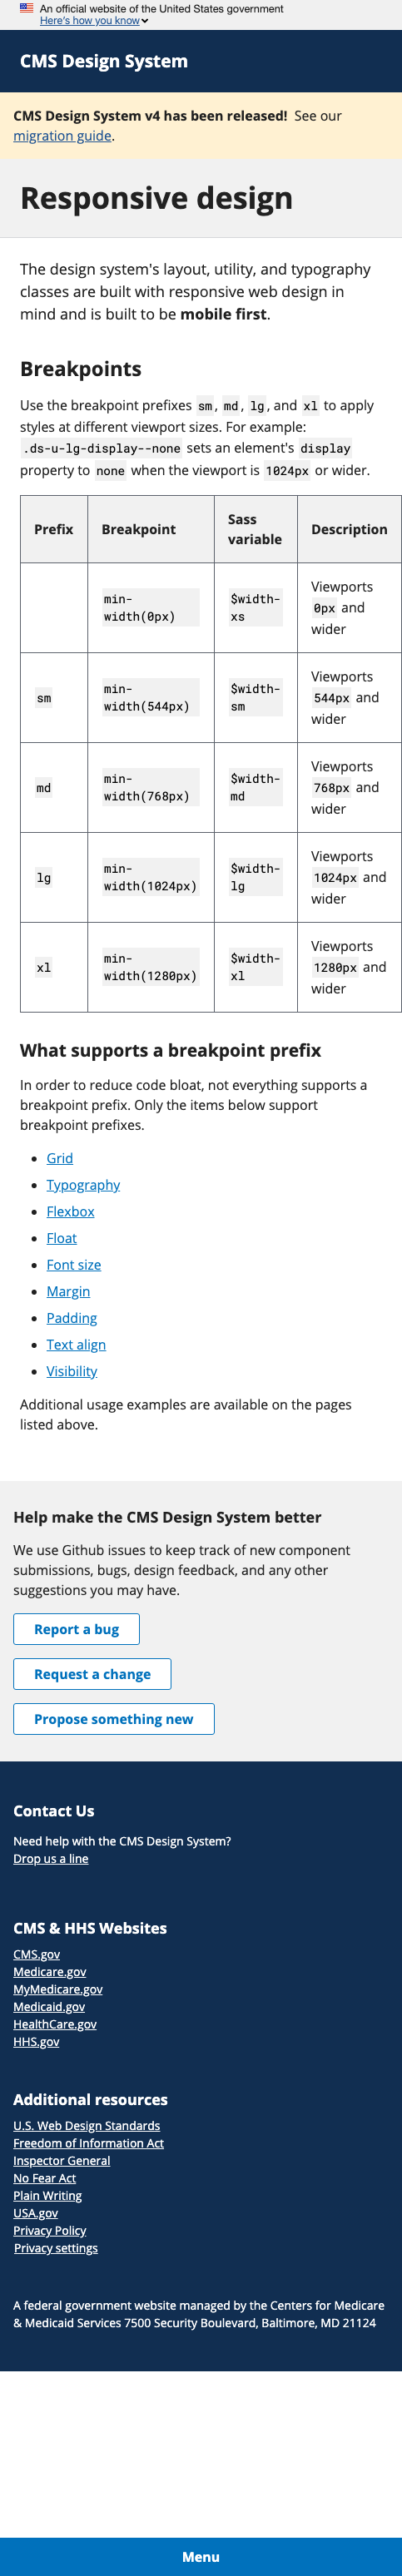 An official website of the United States government
Here's how you know
CMS Design System
CMS Design System v4 has been released! See our
migration guide.
Responsive design
The design system's layout, utility, and typography
classes are built with responsive web design in
mind and is built to be mobile first.
Breakpoints
Use the breakpoint prefixes sm, md, lg, and xl to apply
styles at different viewport sizes. For example:
.ds-u-lg-display--none sets an element's display
property to none when the viewport is 1024px or wider.
Prefix Breakpoint Sass variable Description
min-width(0px) $width-xs Viewports 0px and wider
sm min-width(544px) $width-sm Viewports 544px and wider
md min-width(768px) $width-md Viewports 768px and wider
lg min-width(1024px) $width-lg Viewports 1024px and wider
xl min-width(1280px) $width-xl Viewports 1280px and wider
What supports a breakpoint prefix
In order to reduce code bloat, not everything supports a
breakpoint prefix. Only the items below support
breakpoint prefixes.
Grid
Typography
Flexbox
Float
Font size
Margin
Padding
Text align
Visibility
Additional usage examples are available on the pages
listed above.
Help make the CMS Design System better
We use Github issues to keep track of new component
submissions, bugs, design feedback, and any other
suggestions you may have.
Report a bug
Request a change
Propose something new
Contact Us
Need help with the CMS Design System?
Drop us a line
CMS & HHS Websites
CMS.gov
Medicare.gov
MyMedicare.gov
Medicaid.gov
HealthCare.gov
HHS.gov
Additional resources
U.S. Web Design Standards
Freedom of Information Act
Inspector General
No Fear Act
Plain Writing
USA.gov
Privacy Policy
Privacy settings
A federal government website managed by the Centers for Medicare
& Medicaid Services 7500 Security Boulevard, Baltimore, MD 21124
Menu